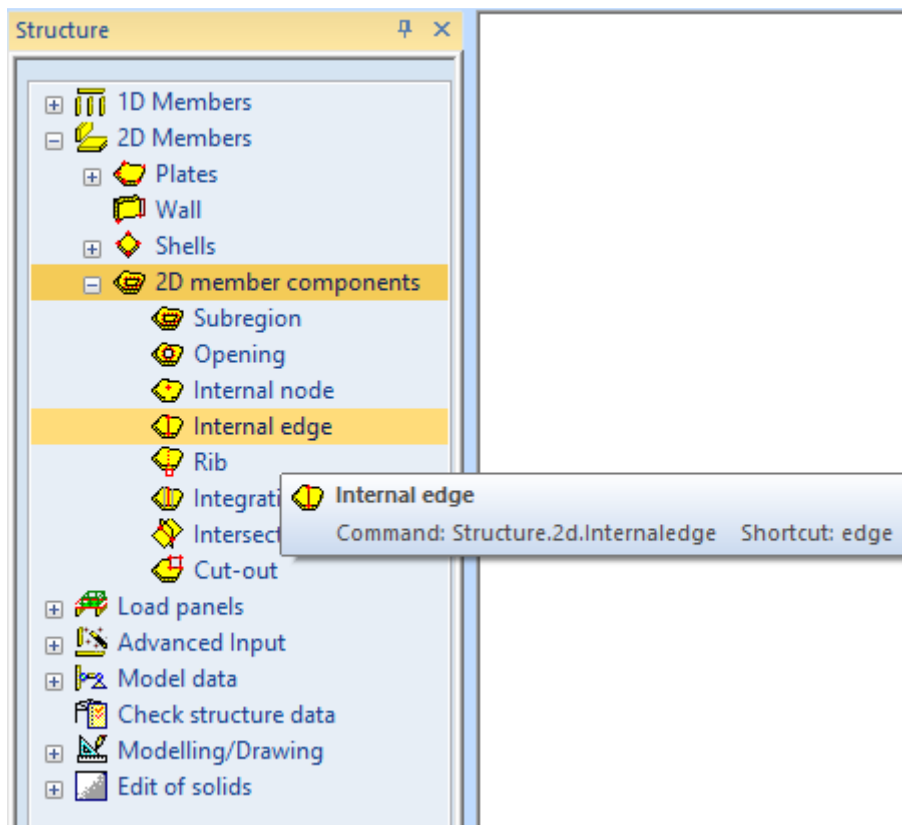 Structure
1D Members
2D Members
Plates
Wall
Shells
2D member components
Subregion
Opening
Internal node
Internal edge
Rib
Integrati
Intersect
Cut-out
Load panels
Advanced Input
Model data
Check structure data
Modelling/Drawing
Edit of solids
Internal edge
Command: Structure.2d.Internaledge Shortcut: edge